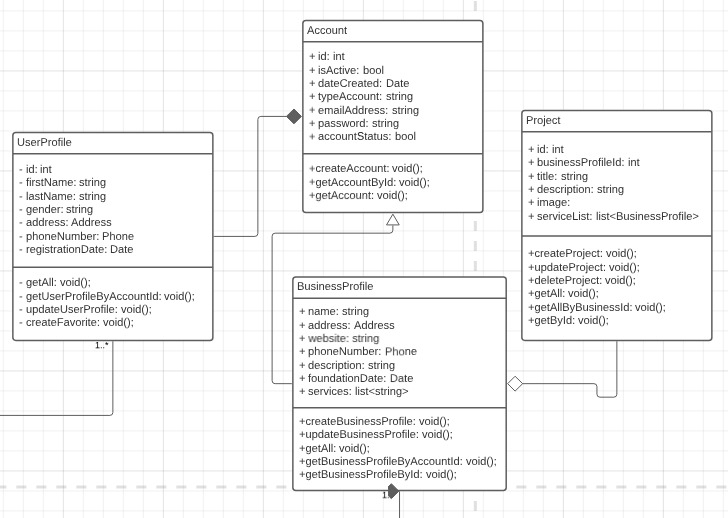 Account
+ id: int
+ isActive: bool
+ dateCreated: Date
+ typeAccount: string
+ emailAddress: string
+ password: string
+ accountStatus: bool
+createAccount: void();
+getAccountById: void();
+getAccount: void();
UserProfile
- id: int
- firstName: string
- lastName: string
- gender: string
- address: Address
- phoneNumber: Phone
- registrationDate: Date
- getAll: void();
- getUserProfileByAccountId: void();
- updateUserProfile: void();
- createFavorite: void();
1..*
Project
+ id: int
+ businessProfileId: int
+ title: string
+ description: string
+ image:
+ serviceList: list<BusinessProfile>
+createProject: void();
+updateProject: void();
+deleteProject: void();
+getAll: void();
+getAllByBusinessId: void();
+getById: void();
BusinessProfile
+ name: string
+ address: Address
+ website: string
+ phoneNumber: Phone
+ description: string
+ foundationDate: Date
+ services: list<string>
+createBusinessProfile: void();
+updateBusinessProfile: void();
+getAll: void();
+getBusinessProfileByAccountId: void();
+getBusinessProfileById: void();